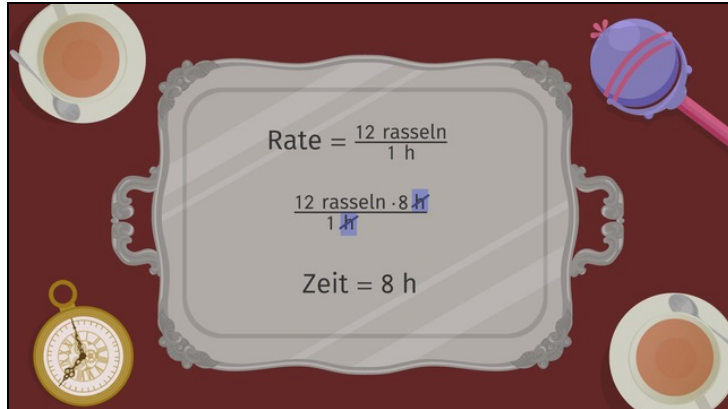 Rate = 12 rasseln / 1 h
12 rasseln · 8 h / 1 h
Zeit = 8 h